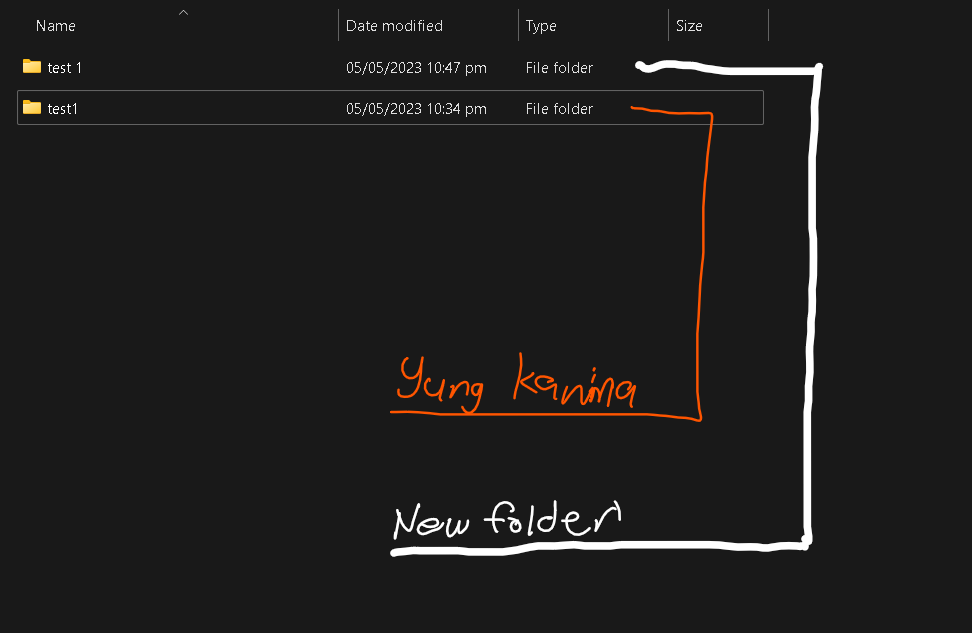 Name Date modified Type Size
test 1 05/05/2023 10:47 pm File folder
test1 05/05/2023 10:34 pm File folder
Yung kanina
New folder